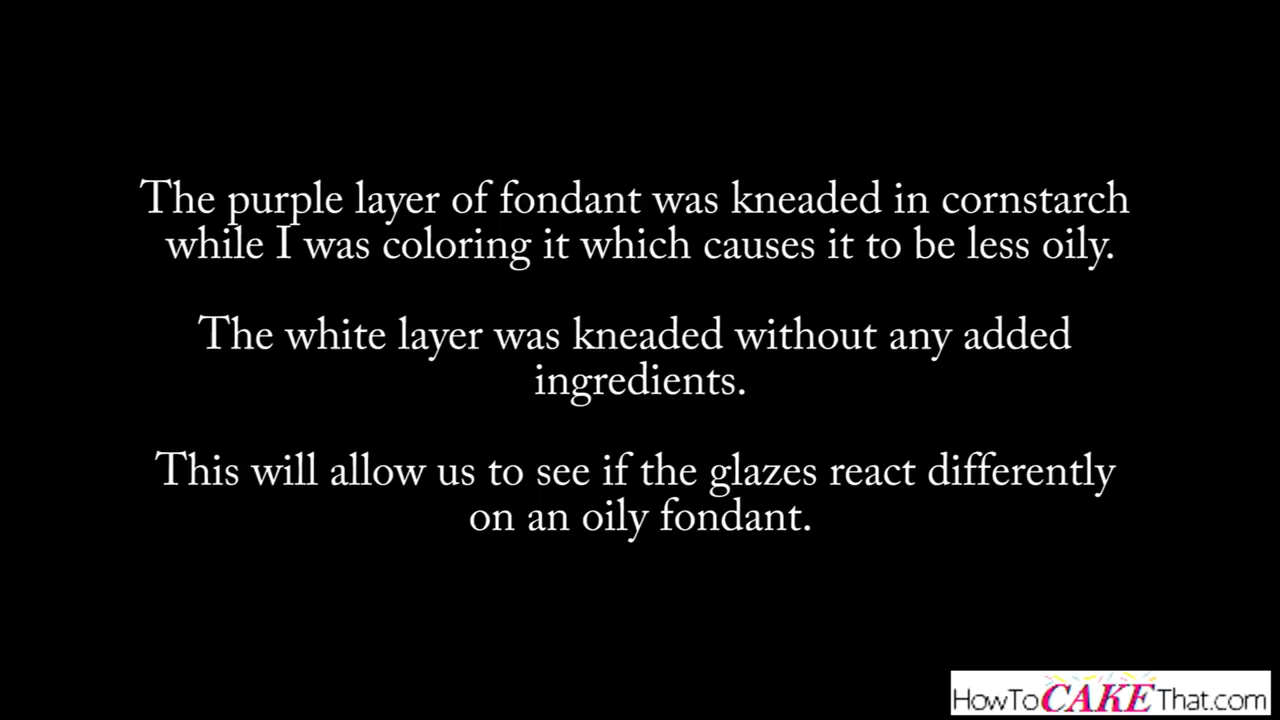 The purple layer of fondant was kneaded in cornstarch
while I was coloring it which causes it to be less oily.
The white layer was kneaded without any added
ingredients.
This will allow us to see if the glazes react differently
on an oily fondant.
HowToCAKEThat.com